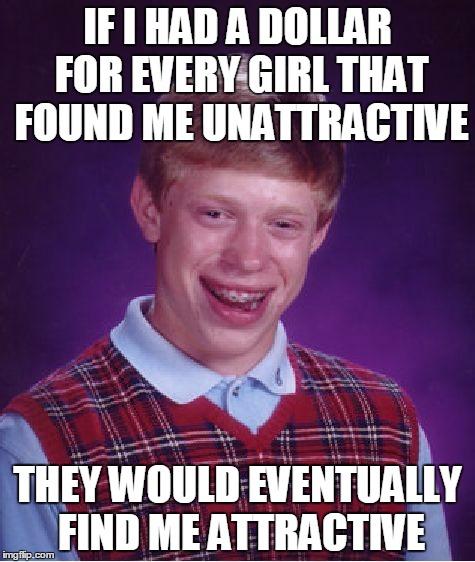 IF I HAD A DOLLAR
FOR EVERY GIRL THAT
FOUND ME UNATTRACTIVE
THEY WOULD EVENTUALLY
FIND ME ATTRACTIVE
imgflip.com